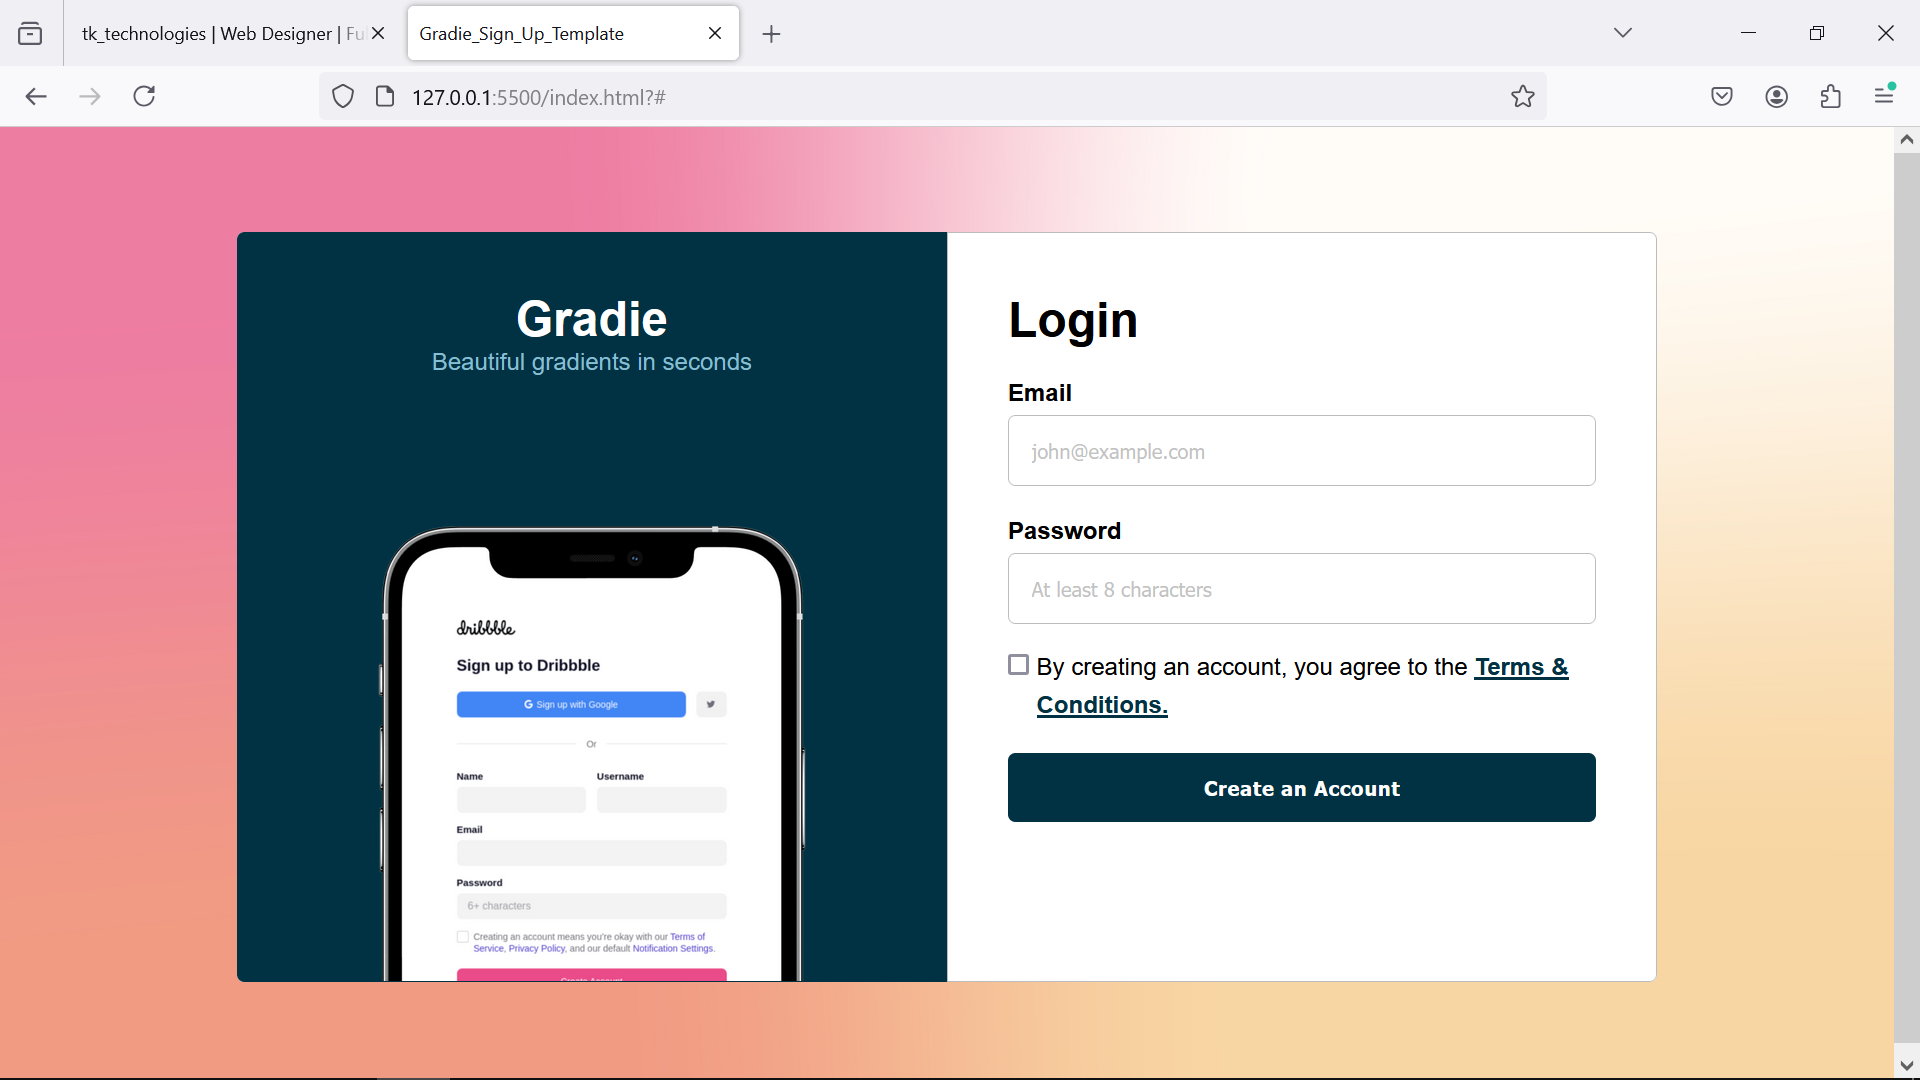 tk_technologies | Web Designer | Fu
Gradie_Sign_Up_Template
127.0.0.1:5500/index.html?#
Gradie
Beautiful gradients in seconds
dribbble
Sign up to Dribbble
G Sign up with Google
Or
Name Username
Email
Password
6+ characters
Creating an account means you're okay with our Terms of
Service, Privacy Policy, and our default Notification Settings.
Create Account
Login
Email
john@example.com
Password
At least 8 characters
By creating an account, you agree to the Terms &
Conditions.
Create an Account